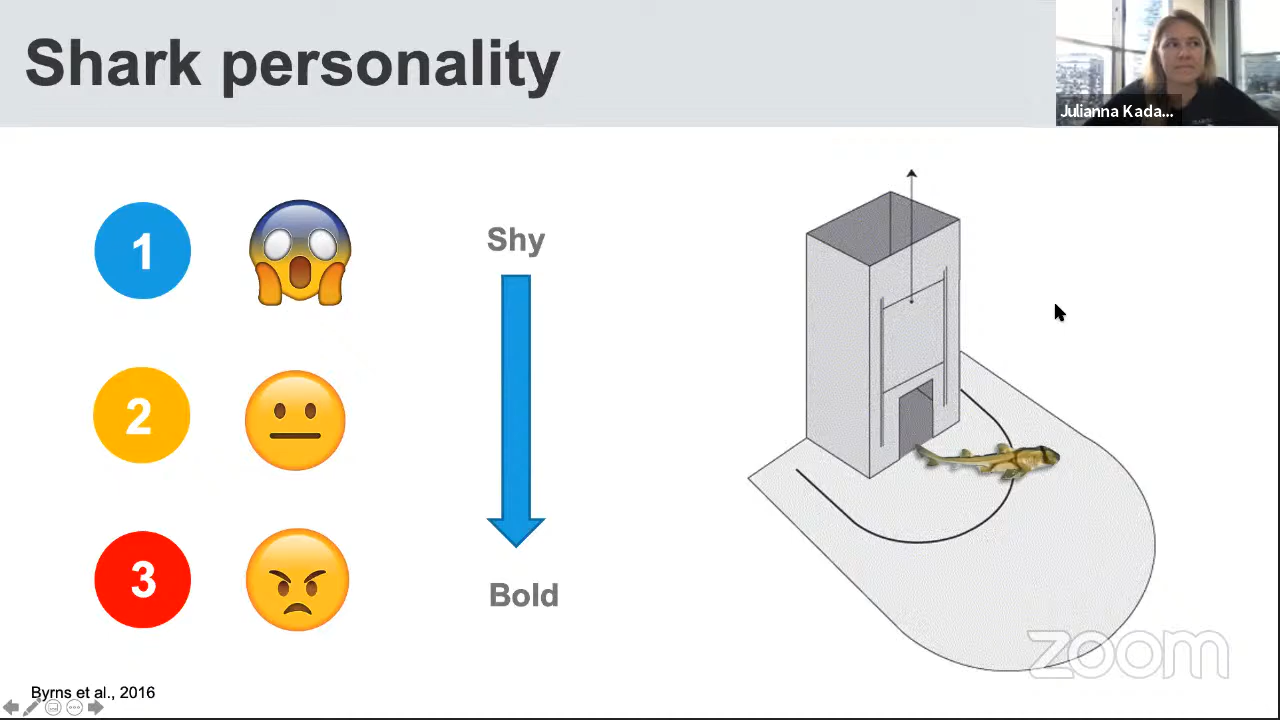 Shark personality
Julianna Kada...
1
Shy
2
3
Bold
Byrns et al., 2016
zoom